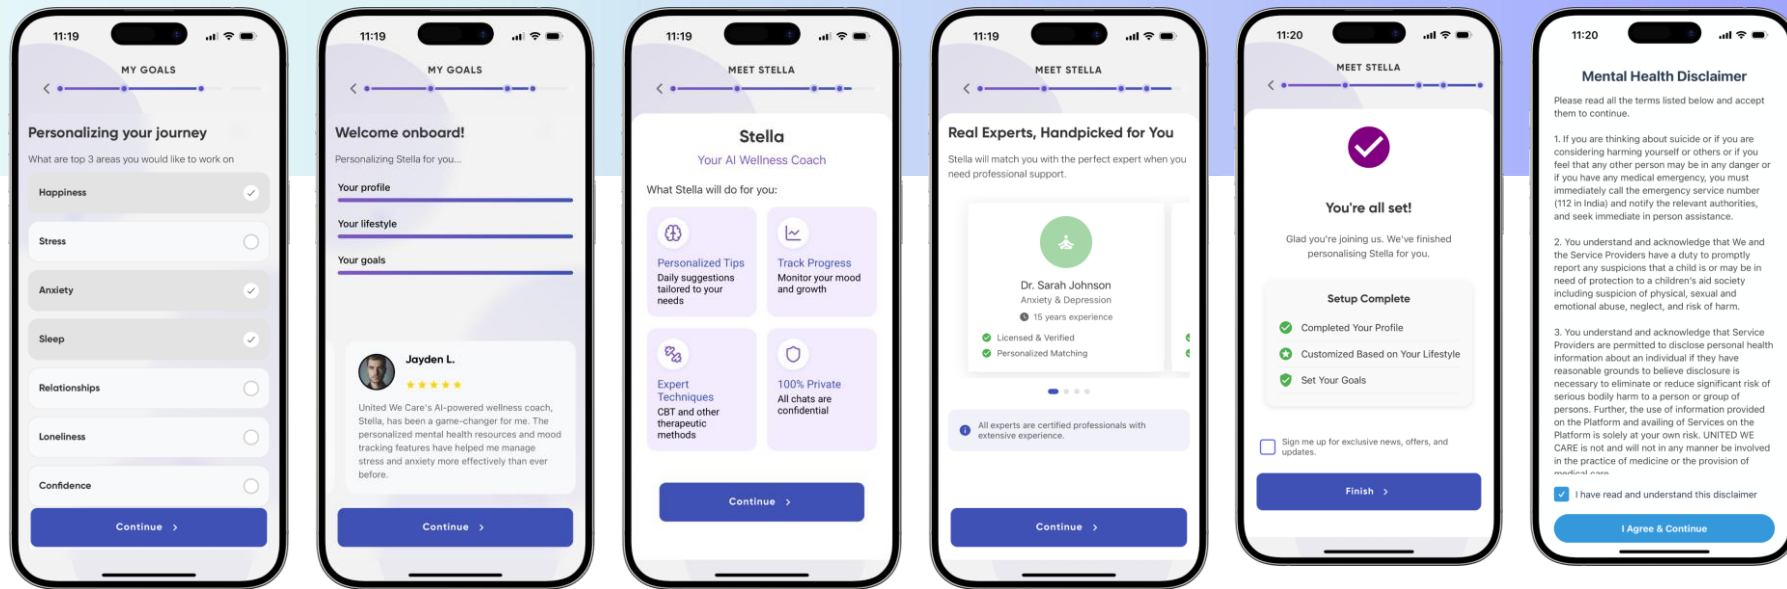 11:19
MY GOALS
Personalizing your journey
What are top 3 areas you would like to work on
Happiness
Stress
Anxiety
Sleep
Relationships
Loneliness
Confidence
Continue >
11:19
MY GOALS
Welcome onboard!
Personalizing Stella for you...
Your profile
Your lifestyle
Your goals
Jayden L.
United We Care's AI-powered wellness coach,
Stella, has been a game-changer for me. The
personalized mental health resources and mood
tracking features have helped me manage
stress and anxiety more effectively than ever
before.
Continue >
11:19
MEET STELLA
Stella
Your AI Wellness Coach
What Stella will do for you:
Personalized Tips
Daily suggestions
tailored to your
needs
Track Progress
Monitor your mood
and growth
Expert
Techniques
CBT and other
therapeutic
methods
100% Private
All chats are
confidential
Continue >
11:19
MEET STELLA
Real Experts, Handpicked for You
Stella will match you with the perfect expert when you
need professional support.
Dr. Sarah Johnson
Anxiety & Depression
15 years experience
Licensed & Verified
Personalized Matching
All experts are certified professionals with
extensive experience.
Continue >
11:20
MEET STELLA
You're all set!
Glad you're joining us. We've finished
personalising Stella for you.
Setup Complete
Completed Your Profile
Customized Based on Your Lifestyle
Set Your Goals
Sign me up for exclusive news, offers, and
updates.
Finish >
11:20
Mental Health Disclaimer
Please read all the terms listed below and accept
them to continue.
1. If you are thinking about suicide or if you are
considering harming yourself or others or if you
feel that any other person may be in any danger or
if you have any medical emergency, you must
immediately call the emergency service number
(112 in India) and notify the relevant authorities,
and seek immediate in person assistance.
2. You understand and acknowledge that We and
the Service Providers have a duty to promptly
report any suspicions that a child is or may be in
need of protection to a children's aid society
including suspicion of physical, sexual and
emotional abuse, neglect, and risk of harm.
3. You understand and acknowledge that Service
Providers are permitted to disclose personal health
information about an individual if they have
reasonable grounds to believe disclosure is
necessary to eliminate or reduce significant risk of
serious bodily harm to a person or group of
persons. Further, the use of information provided
on the Platform and availing of Services on the
Platform is solely at your own risk. UNITED WE
CARE is not and will not in any manner be involved
in the practice of medicine or the provision of
medical care
I have read and understand this disclaimer
I Agree & Continue